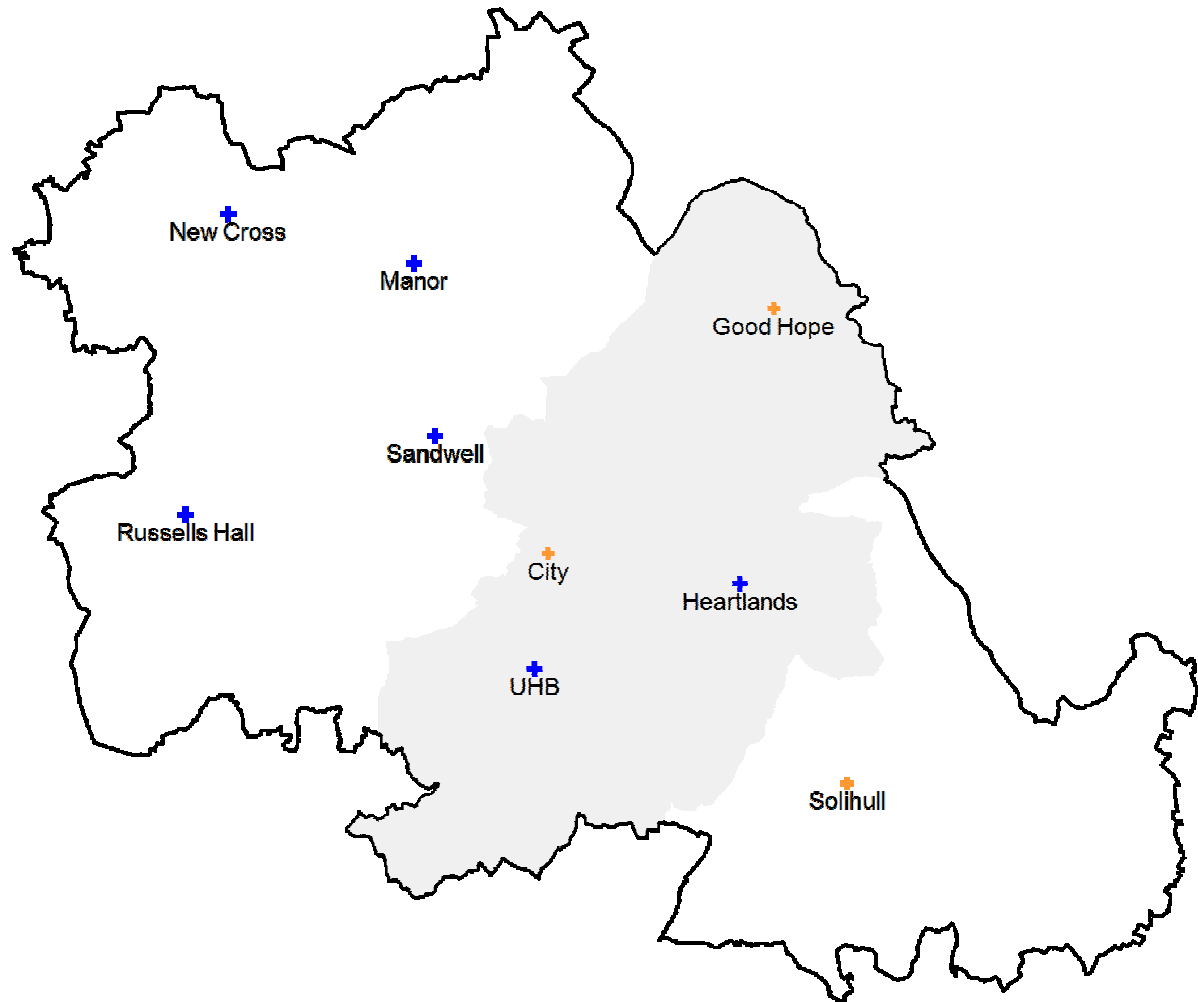 New Cross
Manor
Good Hope
Sandwell
Russells Hall
City
Heartlands
UHB
Solihull